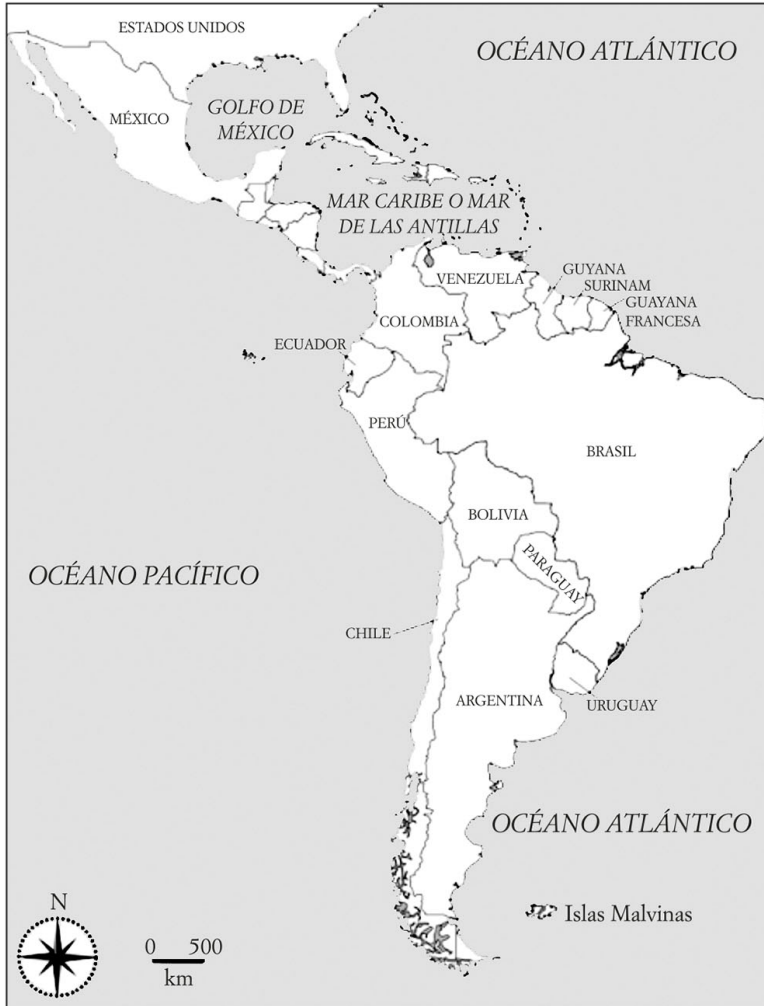 ESTADOS UNIDOS
OCÉANO ATLÁNTICO
MÉXICO
GOLFO DE
MÉXICO
MAR CARIBE O MAR
DE LAS ANTILLAS
VENEZUELA
GUYANA
SURINAM
GUAYANA
FRANCESA
COLOMBIA
ECUADOR
PERÚ
BRASIL
BOLIVIA
PARAGUAY
OCÉANO PACÍFICO
CHILE
ARGENTINA
URUGUAY
OCÉANO ATLÁNTICO
Islas Malvinas
N
0 500
km